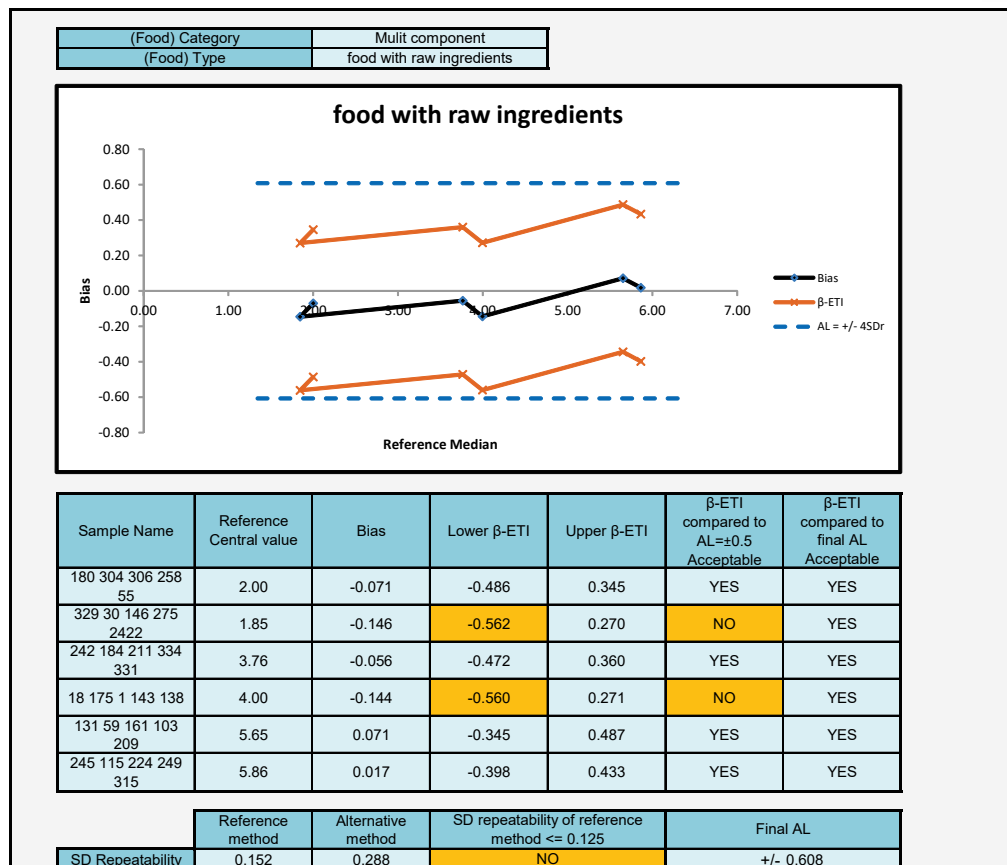 (Food) Category Mulit component
(Food) Type food with raw ingredients
food with raw ingredients
0.80
0.60
0.40
0.20
0.00
-0.20
-0.40
-0.60
-0.80
Bias
0.00 1.00 2.00 3.00 4.00 5.00 6.00 7.00
Reference Median
Bias
β-ETI
AL = +/- 4SDr
Sample Name Reference Central value Bias Lower β-ETI Upper β-ETI β-ETI compared to AL=±0.5 Acceptable β-ETI compared to final AL Acceptable
180 304 306 258 55 2.00 -0.071 -0.486 0.345 YES YES
329 30 146 275 2422 1.85 -0.146 -0.562 0.270 NO YES
242 184 211 334 331 3.76 -0.056 -0.472 0.360 YES YES
18 175 1 143 138 4.00 -0.144 -0.560 0.271 NO YES
131 59 161 103 209 5.65 0.071 -0.345 0.487 YES YES
245 115 224 249 315 5.86 0.017 -0.398 0.433 YES YES
Reference method Alternative method SD repeatability of reference method <= 0.125 Final AL
SD Repeatability 0.152 0.288 NO +/- 0.608